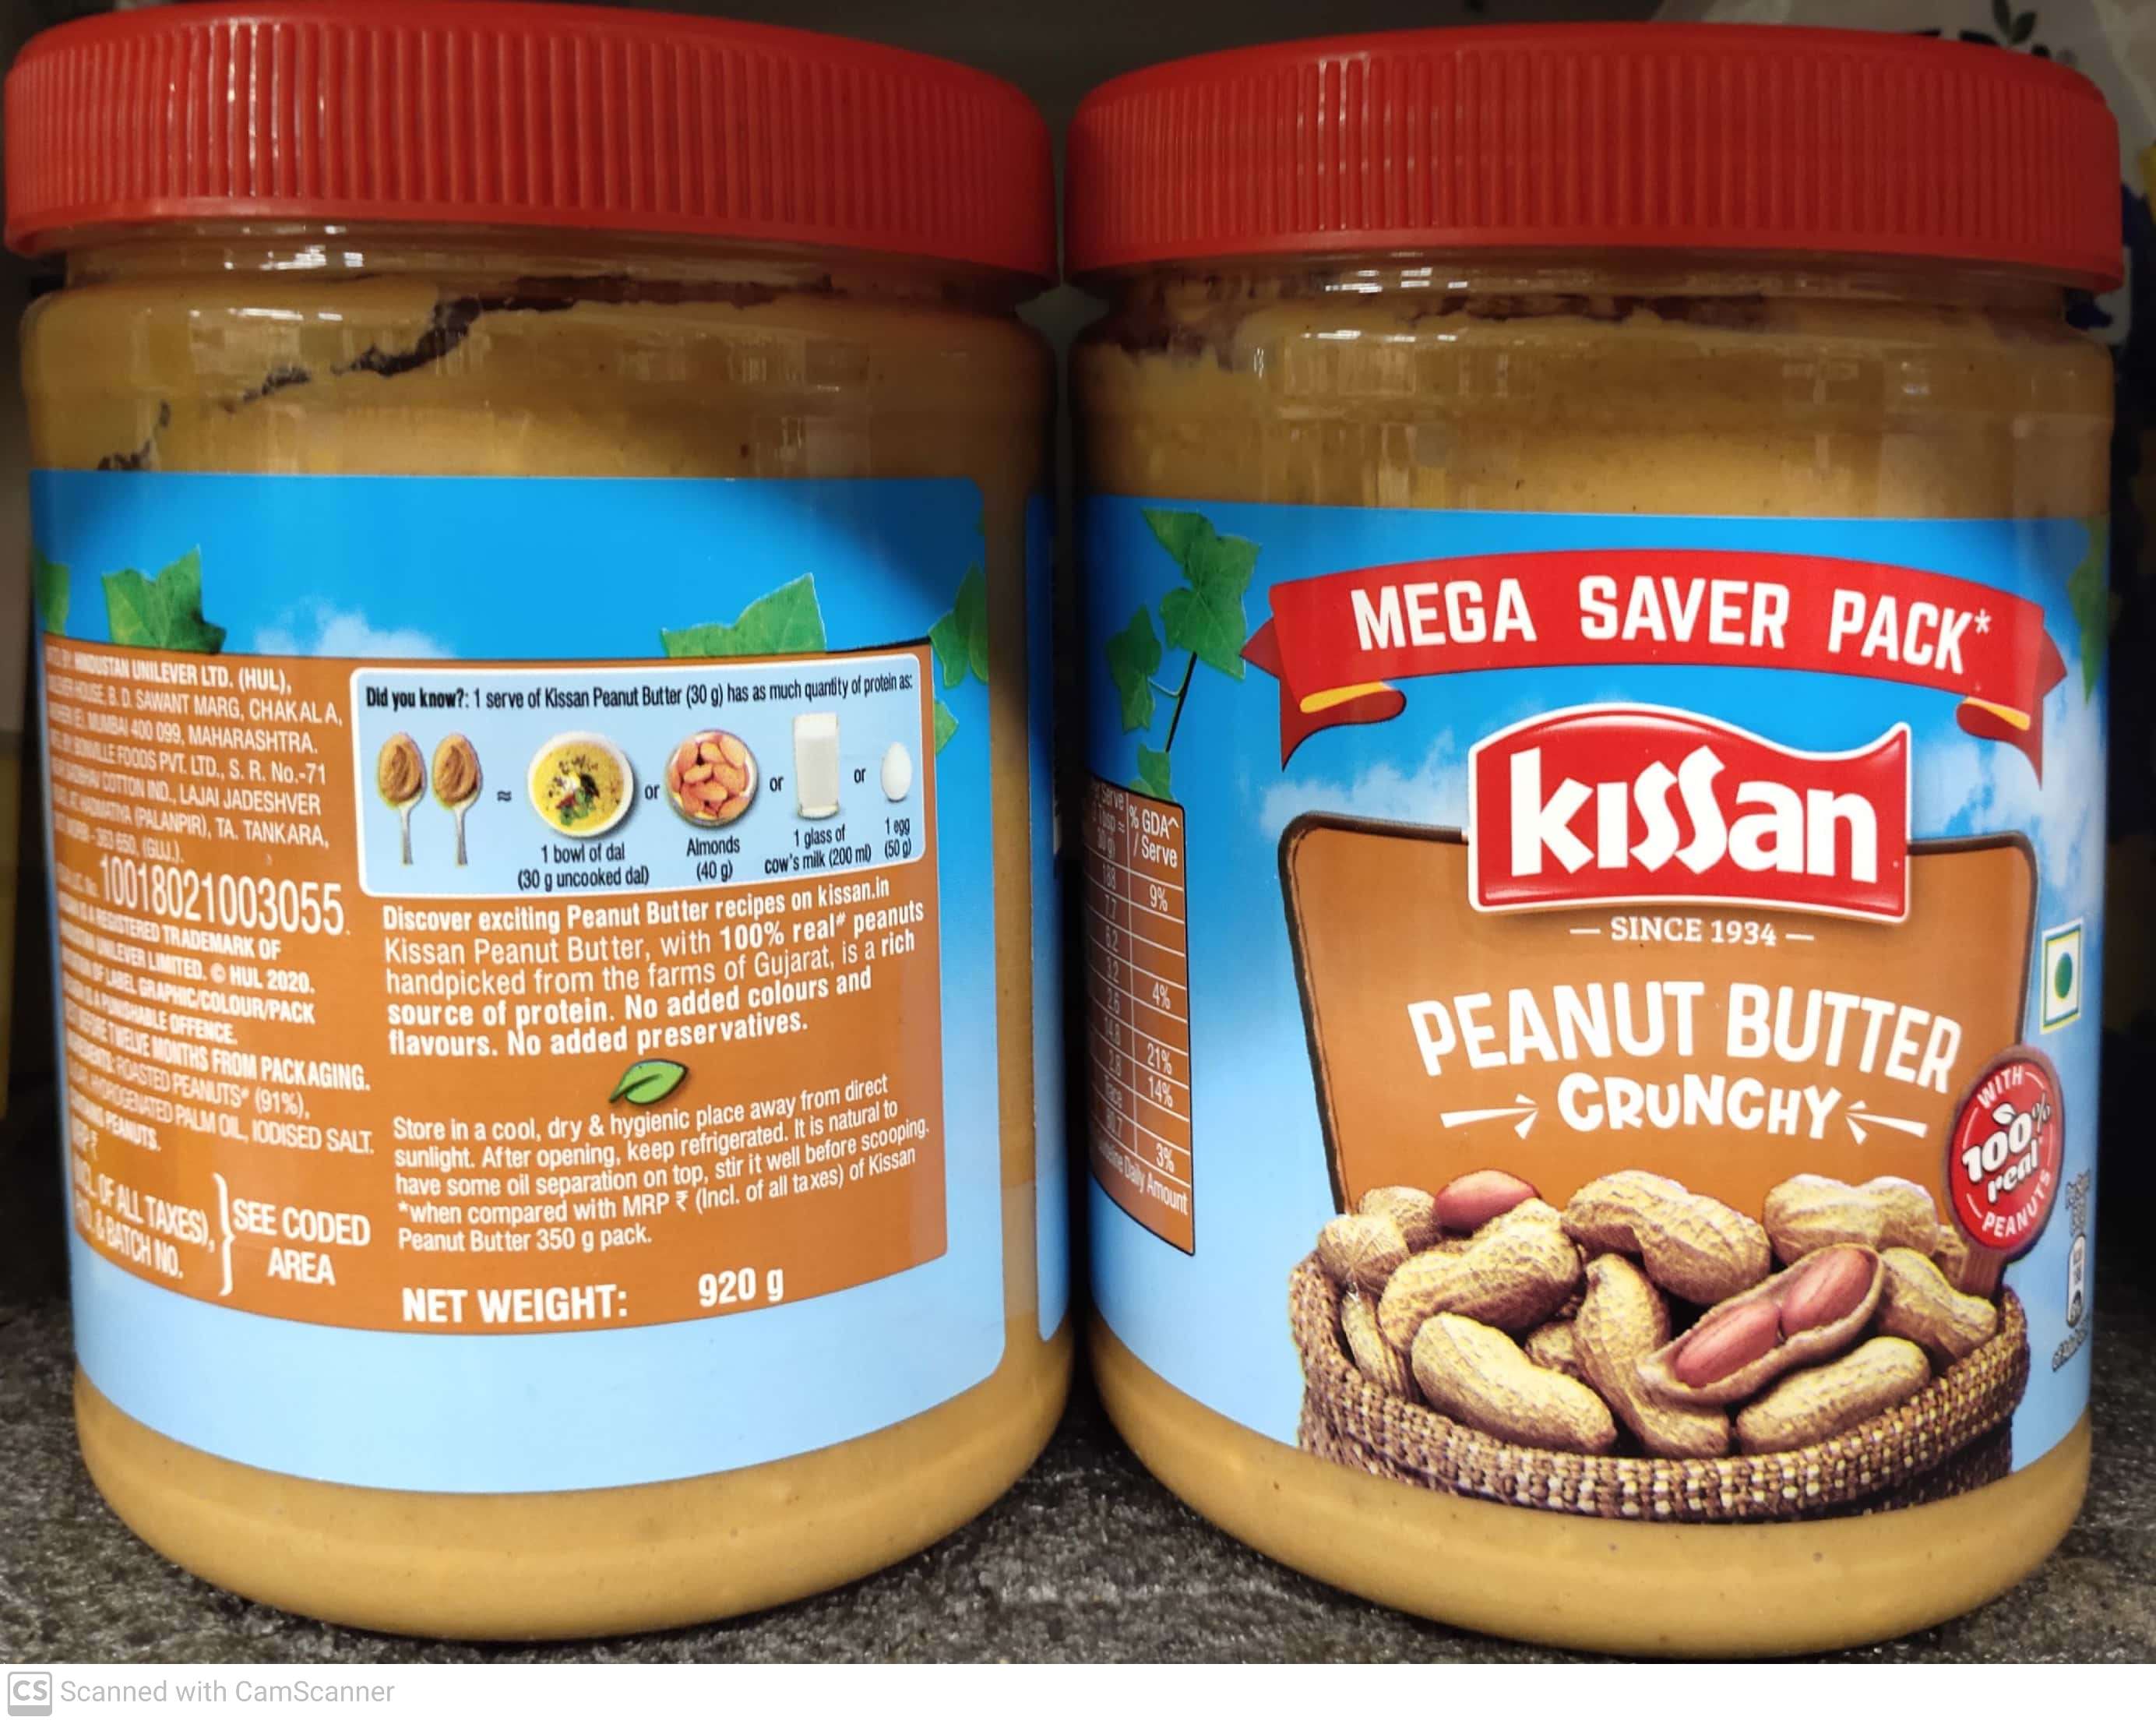 HINDUSTAN UNILEVER LTD. (HUL),
B. D. SAWANT MARG, CHAKALA,
MUMBAI 400 099, MAHARASHTRA.
FOODS PVT. LTD., S. R. No.-71
COTTON IND., LAJAI JADESHVER
(PALANPIR), TA. TANKARA,
(GUJ.).
10018021003055.
REGISTERED TRADEMARK OF
UNILEVER LIMITED. © HUL 2020.
OF LABEL GRAPHIC/COLOUR/PACK
IS A PUNISHABLE OFFENCE.
TWELVE MONTHS FROM PACKAGING.
ROASTED PEANUTS# (91%),
HYDROGENATED PALM OIL, IODISED SALT.
PEANUTS.
OF ALL TAXES),
& BATCH NO.
SEE CODED
AREA
Did you know?: 1 serve of Kissan Peanut Butter (30 g) has as much quantity of protein as:
≈ or or or
1 bowl of dal
(30 g uncooked dal)
Almonds
(40 g)
1 glass of
cow's milk (200 ml)
1 egg
(50 g)
Discover exciting Peanut Butter recipes on kissan.in
Kissan Peanut Butter, with 100% real# peanuts
handpicked from the farms of Gujarat, is a rich
source of protein. No added colours and
flavours. No added preservatives.
Store in a cool, dry & hygienic place away from direct
sunlight. After opening, keep refrigerated. It is natural to
have some oil separation on top, stir it well before scooping.
*when compared with MRP ₹ (Incl. of all taxes) of Kissan
Peanut Butter 350 g pack.
NET WEIGHT: 920 g
Serve
% GDA^
/ Serve
9%
4%
21%
14%
3%
Daily Amount
MEGA SAVER PACK*
kissan
SINCE 1934
PEANUT BUTTER
CRUNCHY
WITH
100%
real
PEANUTS
CS Scanned with CamScanner